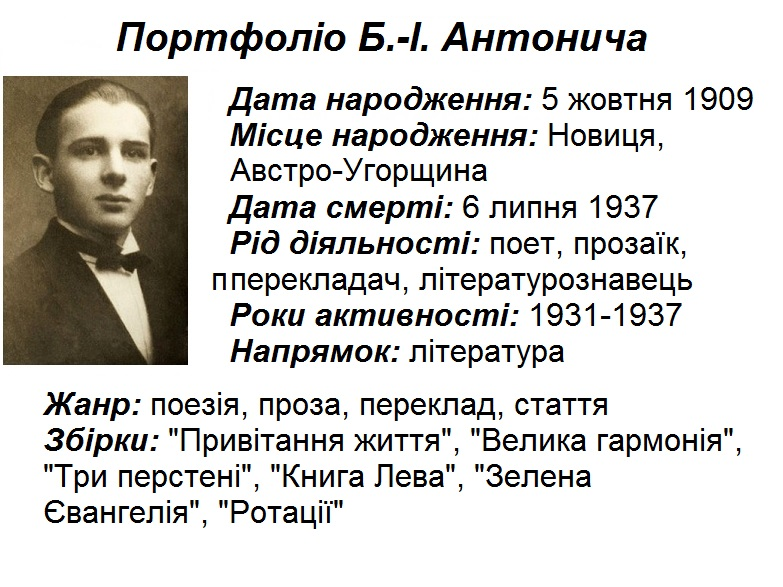 Портфоліо Б.-І. Антонича
Дата народження: 5 жовтня 1909
Місце народження: Новиця,
Австро-Угорщина
Дата смерті: 6 липня 1937
Рід діяльності: поет, прозаїк,
пперекладач, літературознавець
Роки активності: 1931-1937
Напрямок: література
Жанр: поезія, проза, переклад, стаття
Збірки: "Привітання життя", "Велика гармонія",
"Три перстені", "Книга Лева", "Зелена
Євангелія", "Ротації"